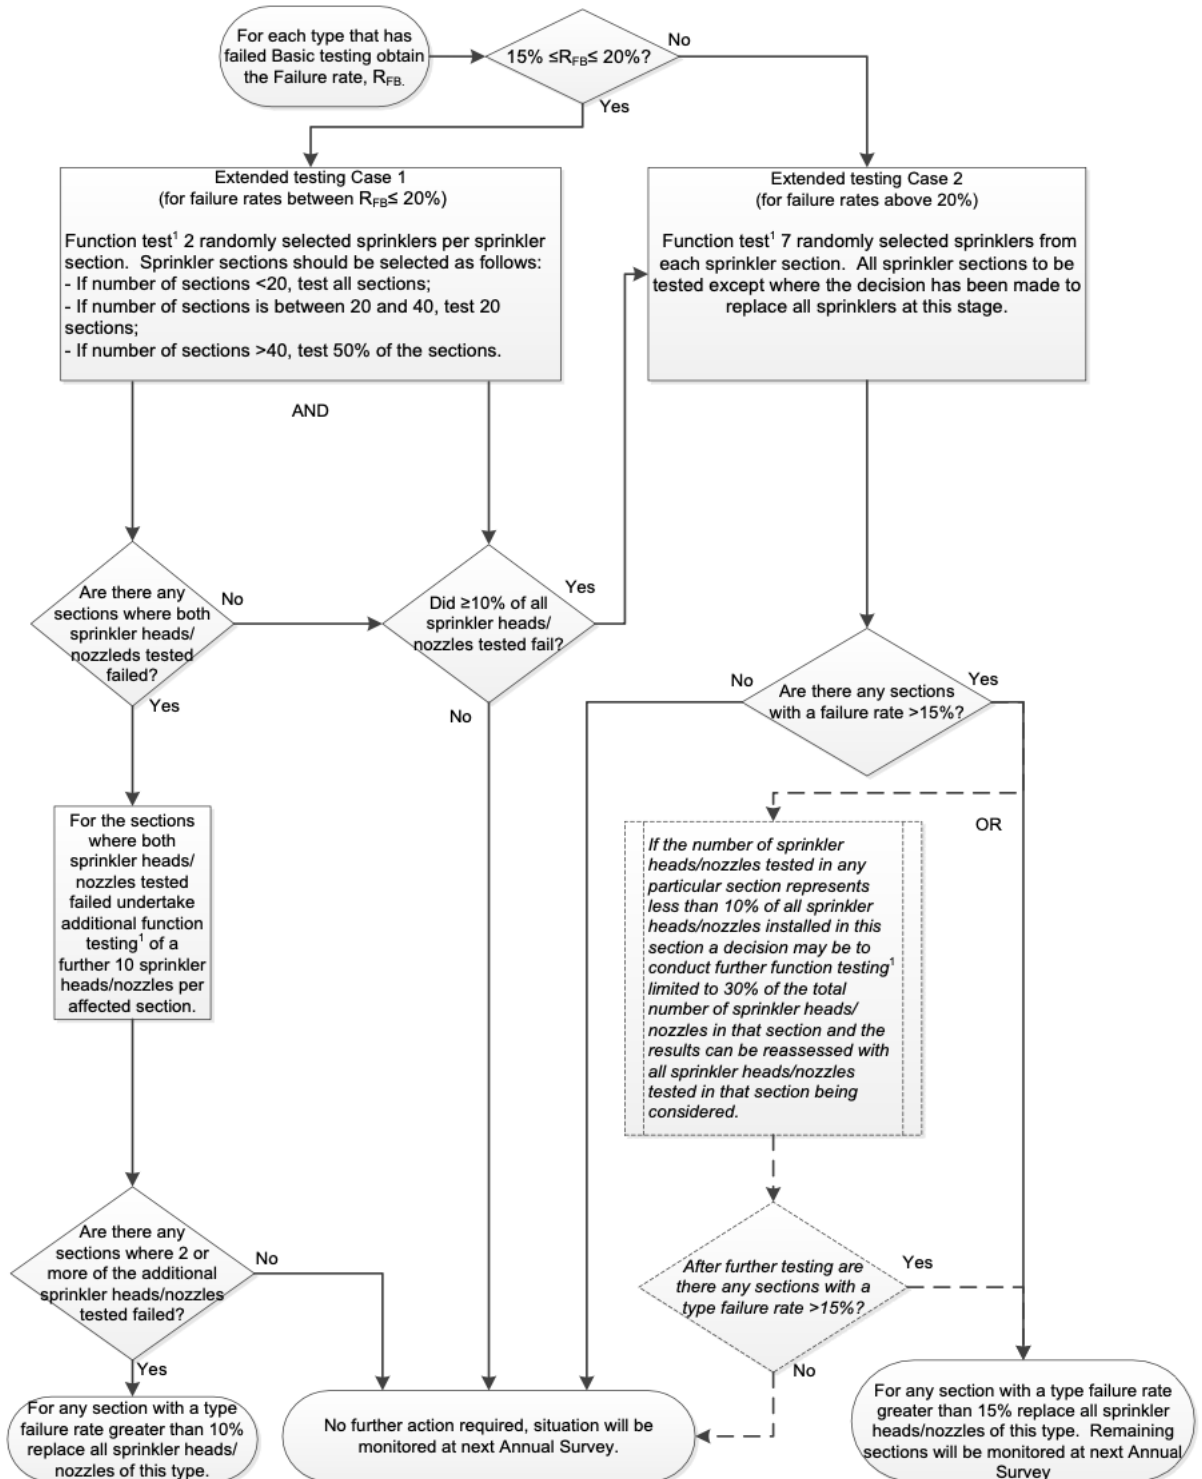 For each type that has
failed Basic testing obtain
the Failure rate, RFB.
15% ≤RFB≤ 20%?
No
Yes
Extended testing Case 1
(for failure rates between RFB≤ 20%)
Function test1 2 randomly selected sprinklers per sprinkler
section. Sprinkler sections should be selected as follows:
- If number of sections <20, test all sections;
- If number of sections is between 20 and 40, test 20
sections;
- If number of sections >40, test 50% of the sections.
Extended testing Case 2
(for failure rates above 20%)
Function test1 7 randomly selected sprinklers from
each sprinkler section. All sprinkler sections to be
tested except where the decision has been made to
replace all sprinklers at this stage.
AND
Are there any
sections where both
sprinkler heads/
nozzleds tested
failed?
No
Yes
Did ≥10% of all
sprinkler heads/
nozzles tested fail?
Yes
No
Are there any sections
with a failure rate >15%?
No
Yes
For the sections
where both
sprinkler heads/
nozzles tested
failed undertake
additional function
testing1 of a
further 10 sprinkler
heads/nozzles per
affected section.
OR
If the number of sprinkler
heads/nozzles tested in any
particular section represents
less than 10% of all sprinkler
heads/nozzles installed in this
section a decision may be to
conduct further function testing1
limited to 30% of the total
number of sprinkler heads/
nozzles in that section and the
results can be reassessed with
all sprinkler heads/nozzles
tested in that section being
considered.
Are there any
sections where 2 or
more of the additional
sprinkler heads/nozzles
tested failed?
No
Yes
After further testing are
there any sections with a
type failure rate >15%?
Yes
No
For any section with a type
failure rate greater than 10%
replace all sprinkler heads/
nozzles of this type.
No further action required, situation will be
monitored at next Annual Survey.
For any section with a type failure rate
greater than 15% replace all sprinkler
heads/nozzles of this type. Remaining
sections will be monitored at next Annual
Survey